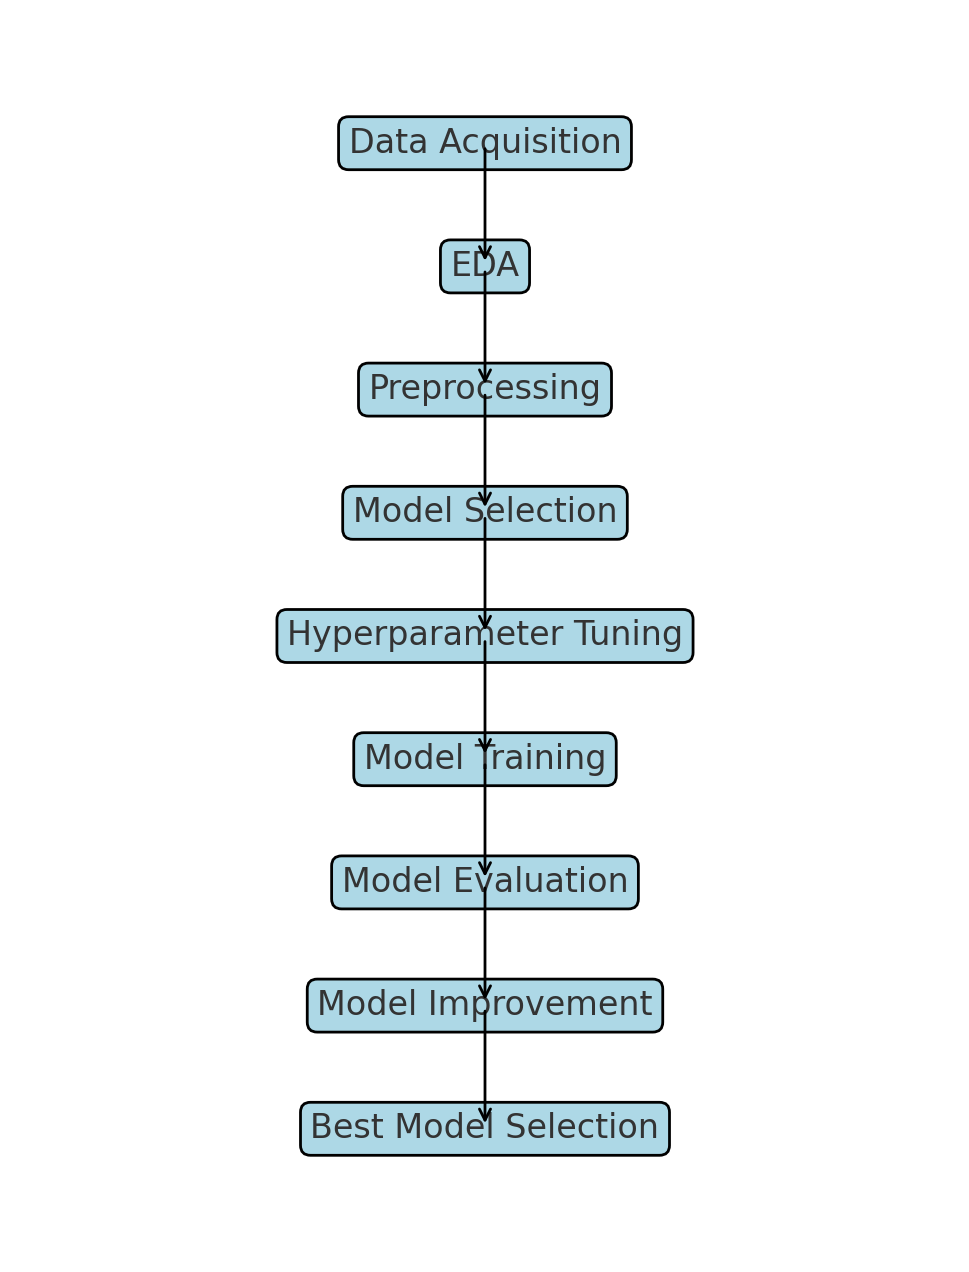 Data Acquisition
EDA
Preprocessing
Model Selection
Hyperparameter Tuning
Model Training
Model Evaluation
Model Improvement
Best Model Selection